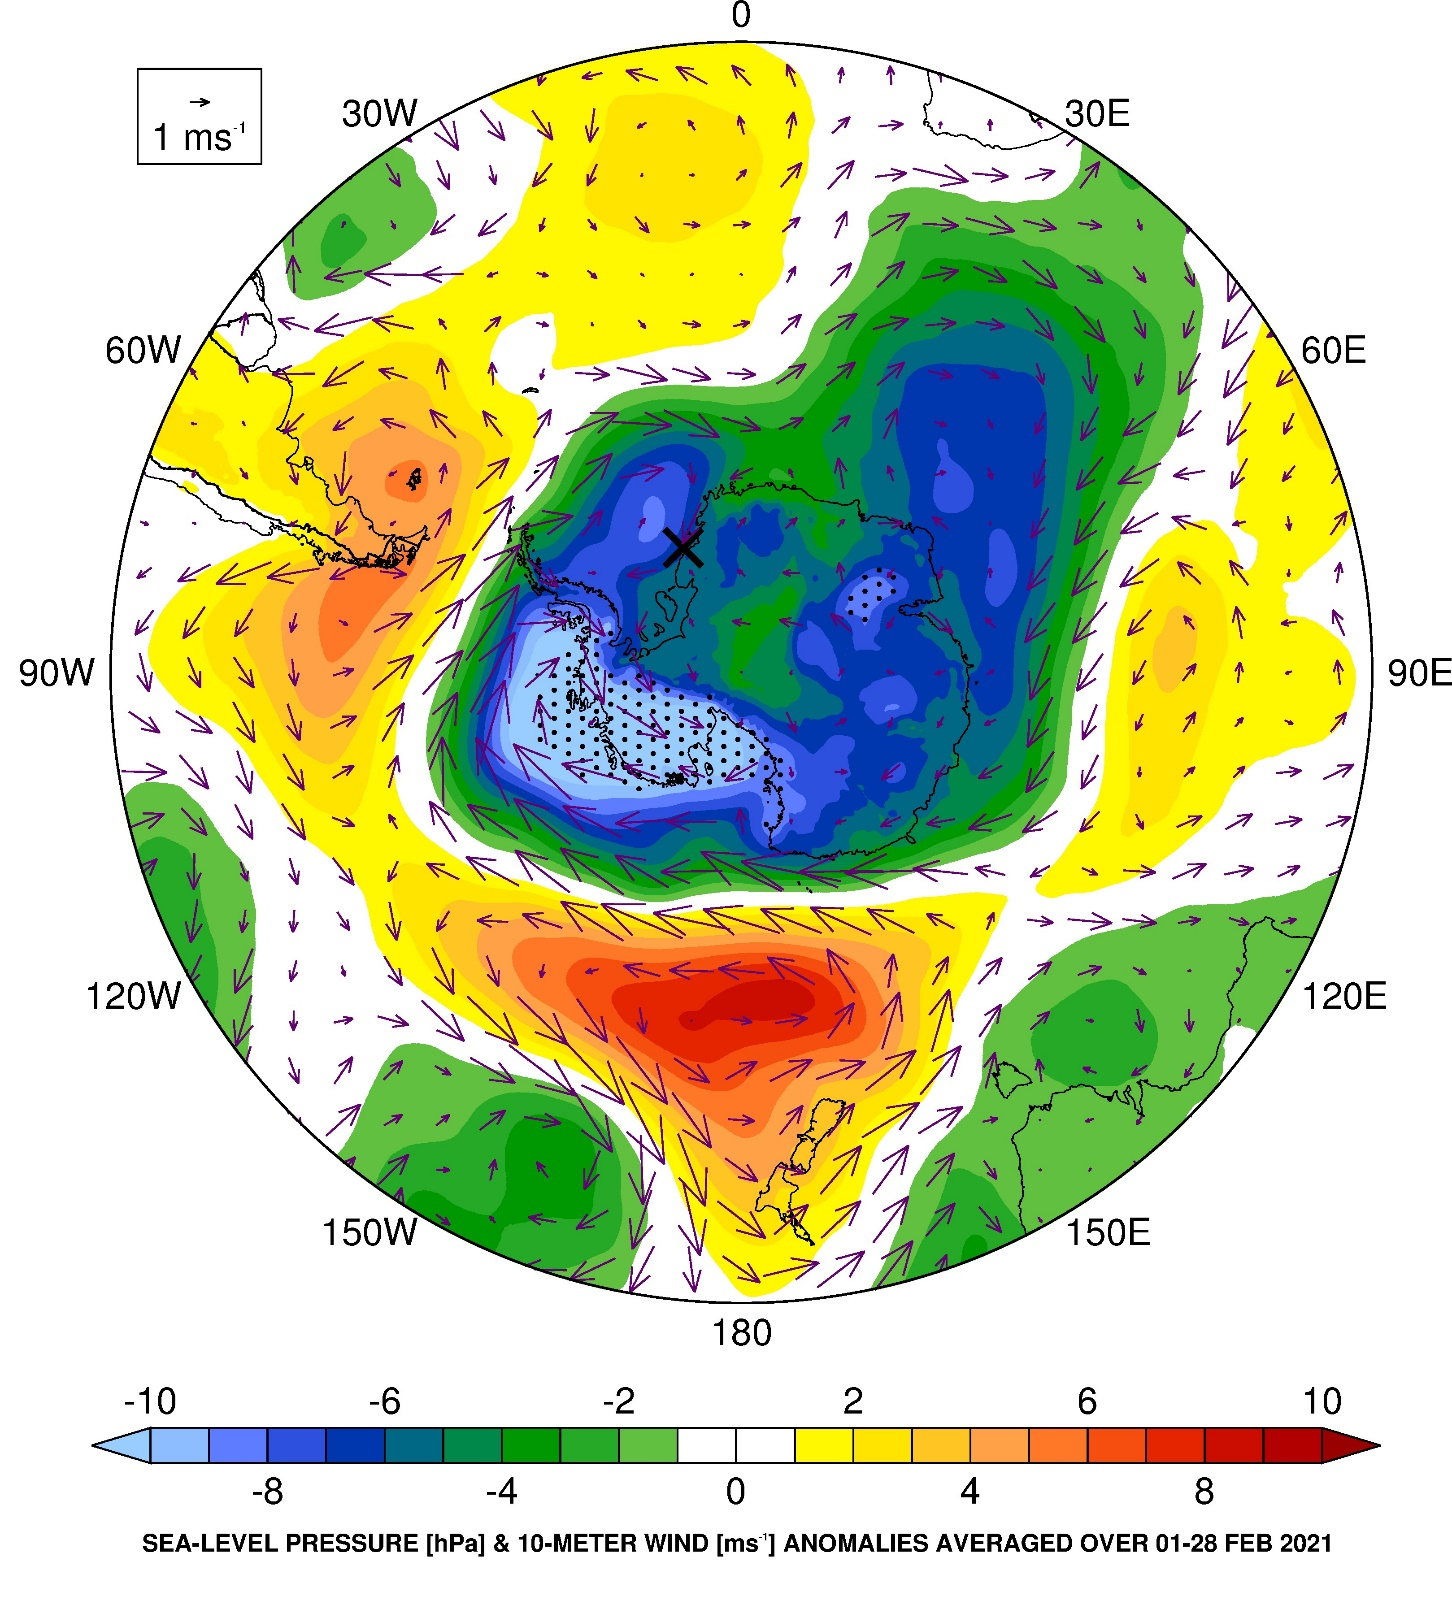 0
30W
30E
1 ms⁻¹
60W
60E
90W
90E
120W
120E
150W
150E
180
-10 -6 -2 2 6 10
-8 -4 0 4 8
SEA-LEVEL PRESSURE [hPa] & 10-METER WIND [ms⁻¹] ANOMALIES AVERAGED OVER 01-28 FEB 2021